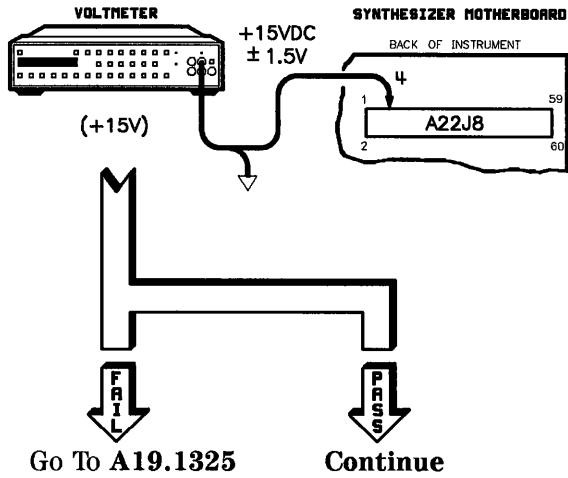 VOLTMETER
SYNTHESIZER MOTHERBOARD
+15VDC
± 1.5V
BACK OF INSTRUMENT
4
1
59
A22J8
2
60
(+15V)
FAIL
PASS
Go To A19.1325
Continue